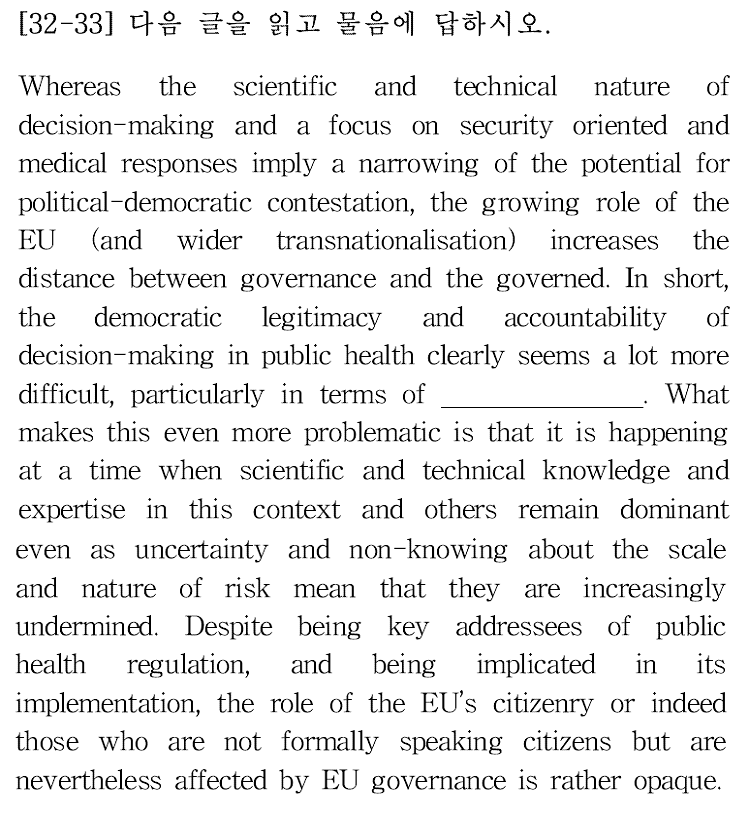 [32-33] 다음 글을 읽고 물음에 답하시오.
Whereas the scientific and technical nature of
decision-making and a focus on security oriented and
medical responses imply a narrowing of the potential for
political-democratic contestation, the growing role of the
EU (and wider transnationalisation) increases the
distance between governance and the governed. In short,
the democratic legitimacy and accountability of
decision-making in public health clearly seems a lot more
difficult, particularly in terms of ______________. What
makes this even more problematic is that it is happening
at a time when scientific and technical knowledge and
expertise in this context and others remain dominant
even as uncertainty and non-knowing about the scale
and nature of risk mean that they are increasingly
undermined. Despite being key addressees of public
health regulation, and being implicated in its
implementation, the role of the EU's citizenry or indeed
those who are not formally speaking citizens but are
nevertheless affected by EU governance is rather opaque.